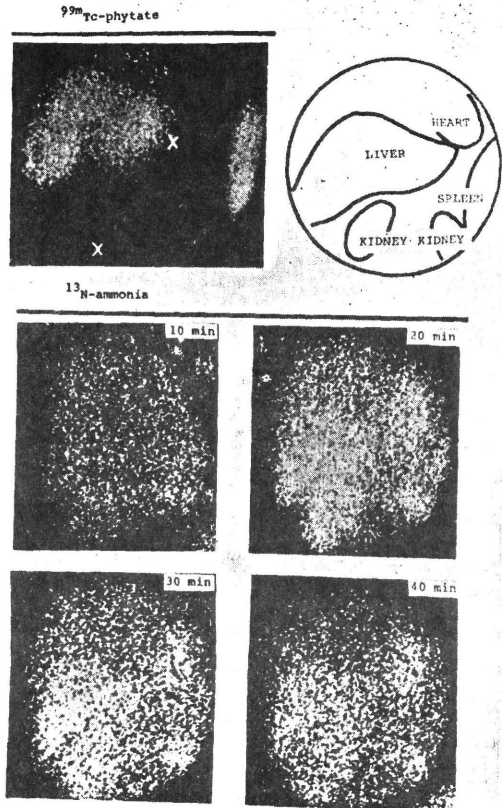 99mTc-phytate
X
X
HEART
LIVER
SPLEEN
KIDNEY· KIDNEY
13N-ammonia
10 min
20 min
30 min
40 min